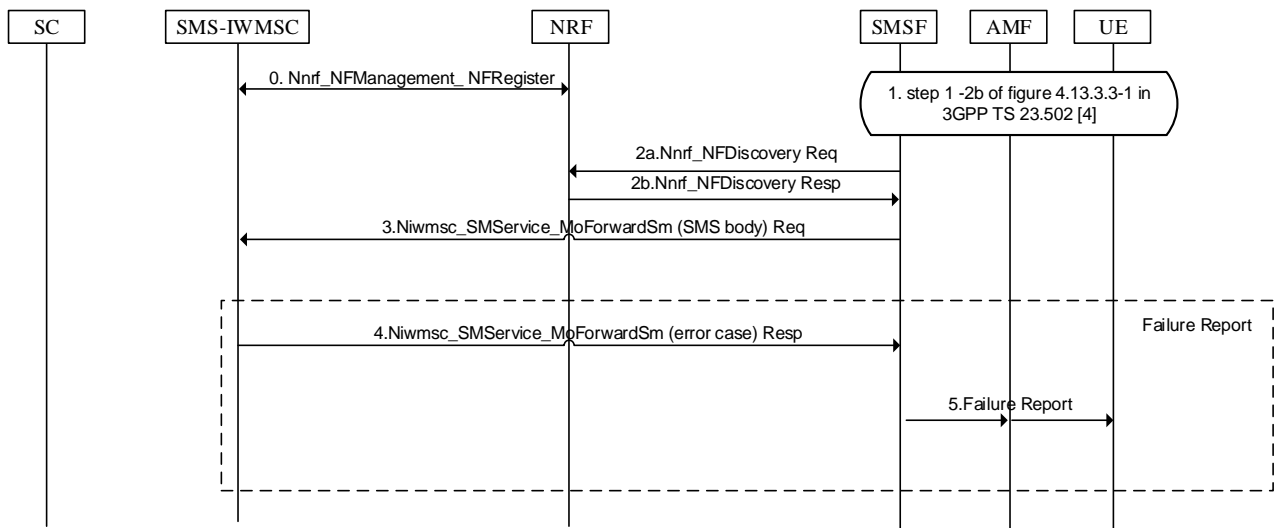 SC
SMS-IWMSC
NRF
SMSF
AMF
UE
0. Nnrf_NFManagement_ NFRegister
1. step 1 -2b of figure 4.13.3.3-1 in
3GPP TS 23.502 [4]
2a.Nnrf_NFDiscovery Req
2b.Nnrf_NFDiscovery Resp
3.Niwmsc_SMService_MoForwardSm (SMS body) Req
Failure Report
4.Niwmsc_SMService_MoForwardSm (error case) Resp
5.Failure Report